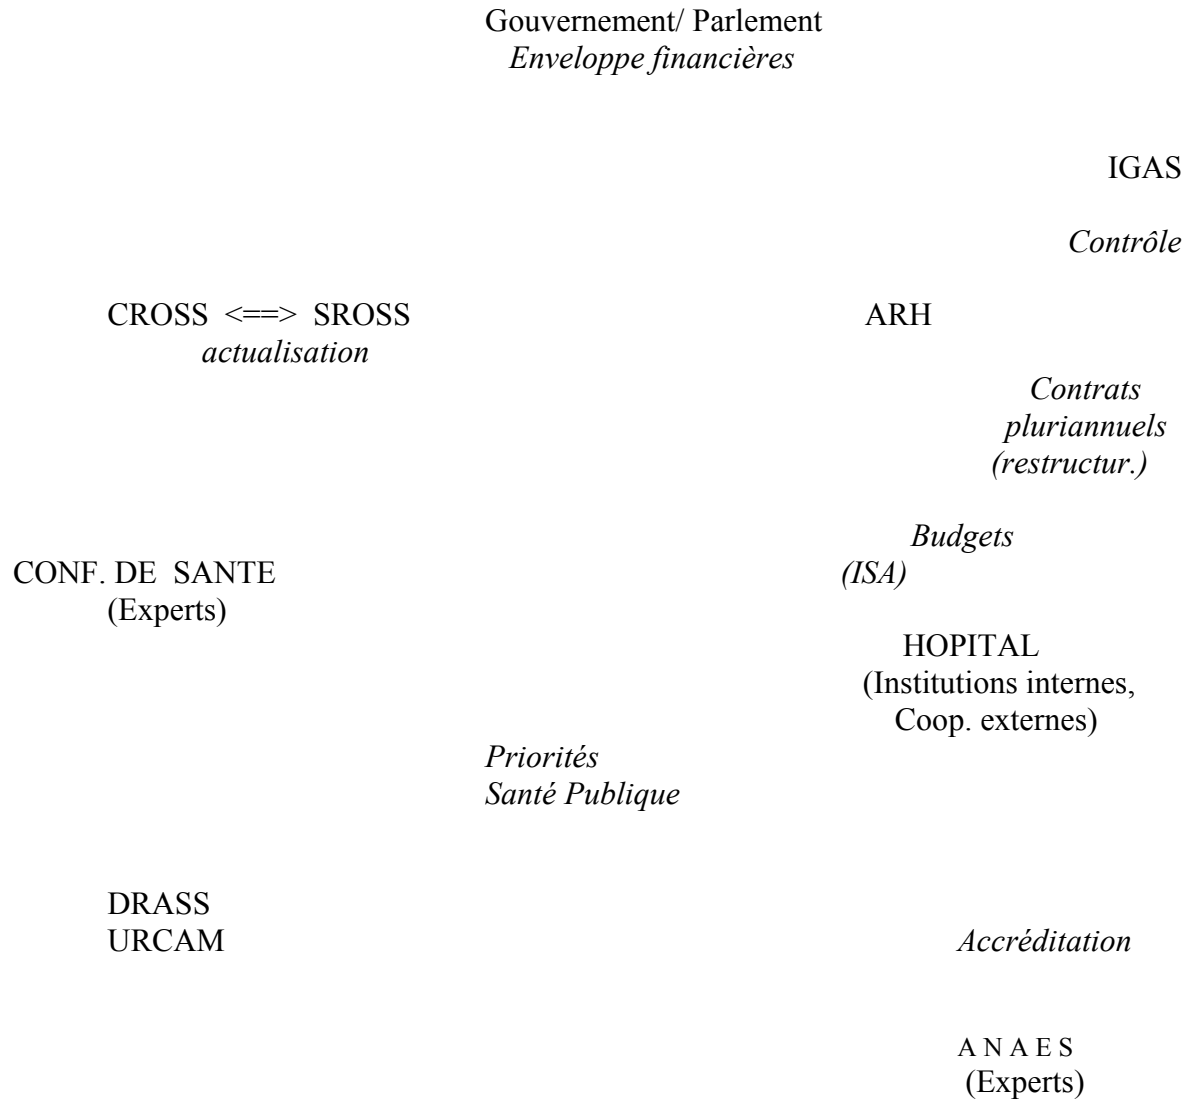 Gouvernement/ Parlement
Enveloppe financières
IGAS
Contrôle
CROSS <==> SROSS
ARH
actualisation
Contrats
pluriannuels
(restructur.)
Budgets
CONF. DE SANTE
(ISA)
(Experts)
HOPITAL
(Institutions internes,
Coop. externes)
Priorités
Santé Publique
DRASS
URCAM
Accréditation
A N A E S
(Experts)